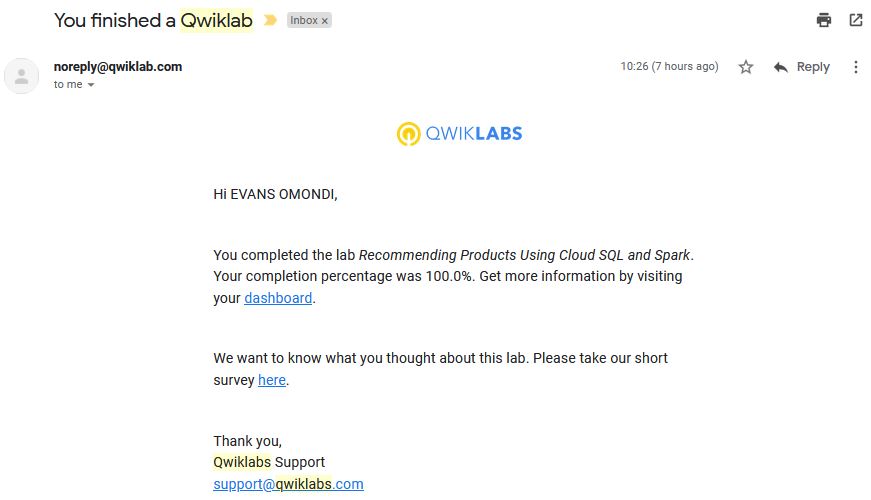 You finished a Qwiklab Inbox ×
noreply@qwiklab.com 10:26 (7 hours ago) Reply
to me
QWIKLABS
Hi EVANS OMONDI,
You completed the lab Recommending Products Using Cloud SQL and Spark.
Your completion percentage was 100.0%. Get more information by visiting
your dashboard.
We want to know what you thought about this lab. Please take our short
survey here.
Thank you,
Qwiklabs Support
support@qwiklabs.com